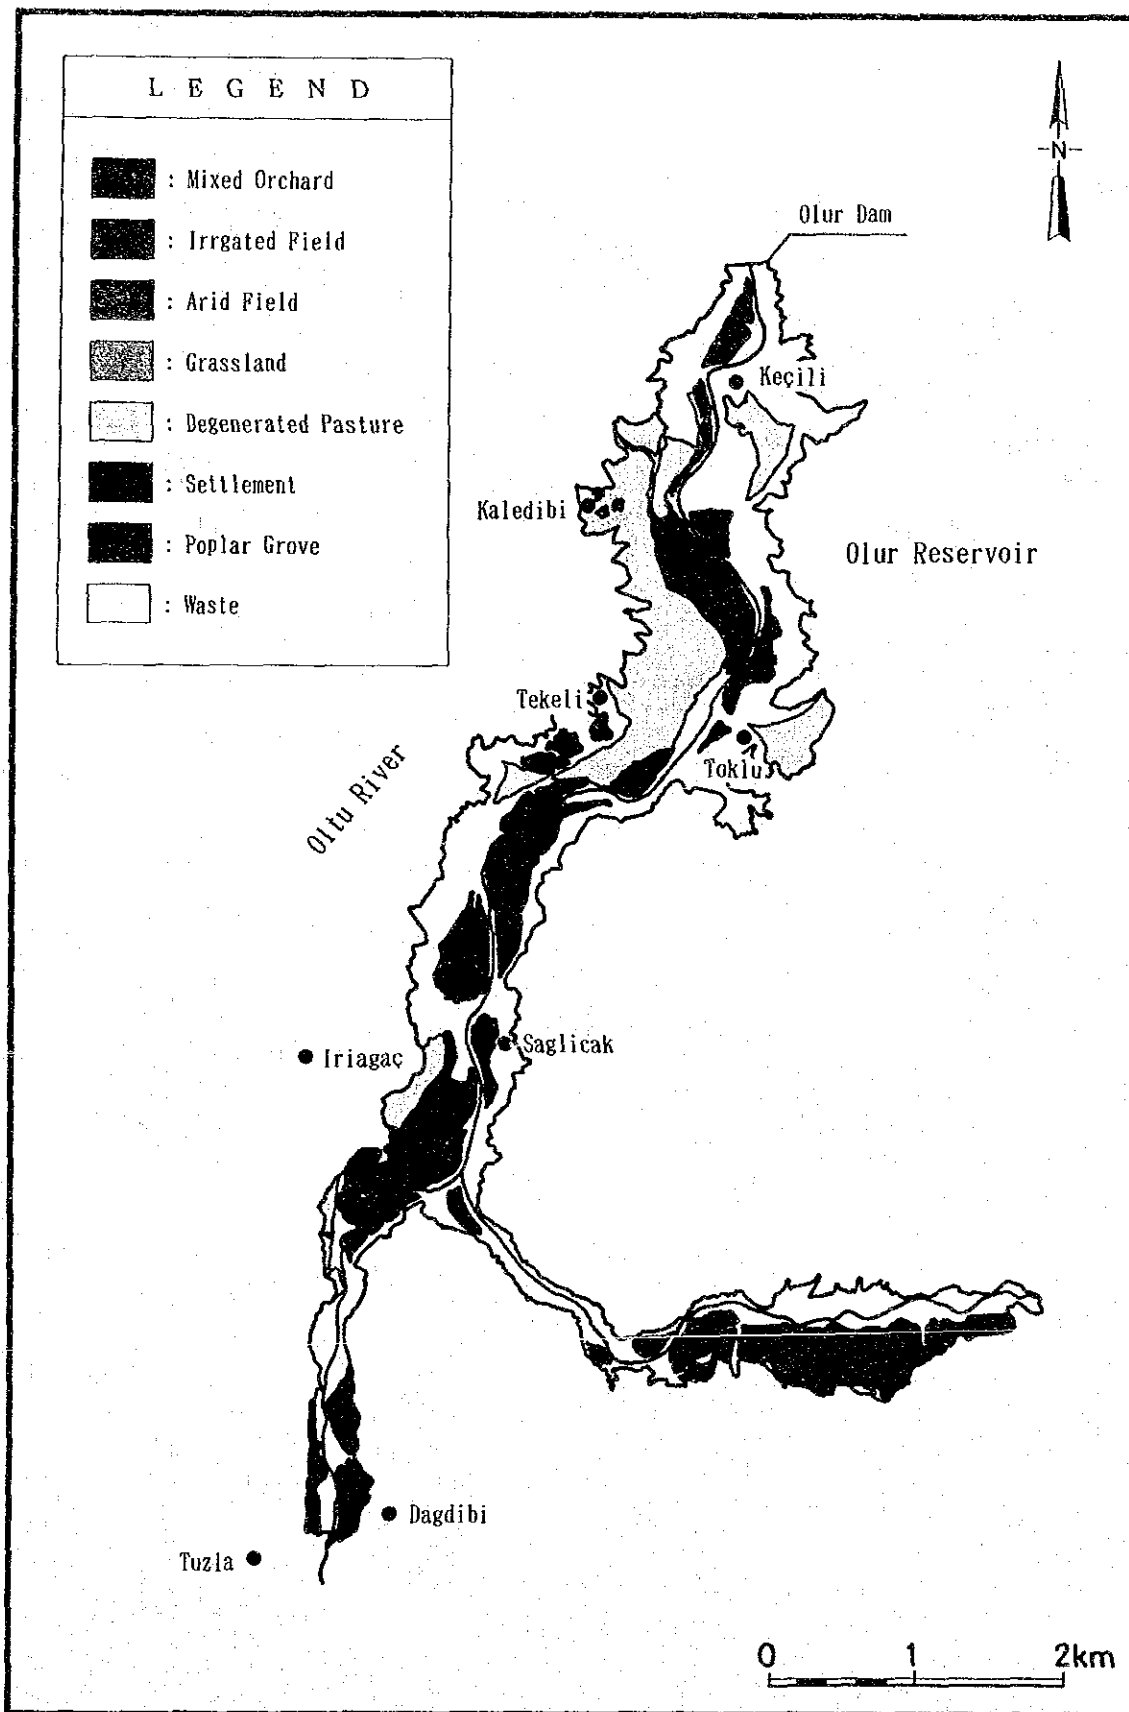 L E G E N D
: Mixed Orchard
: Irrgated Field
: Arid Field
: Grassland
: Degenerated Pasture
: Settlement
: Poplar Grove
: Waste
N
Olur Dam
Keçili
Kaledibi
Olur Reservoir
Tekeli
Toklu
Oltu River
Iriagaç
Saglicak
Dagdibi
Tuzla
0 1 2km